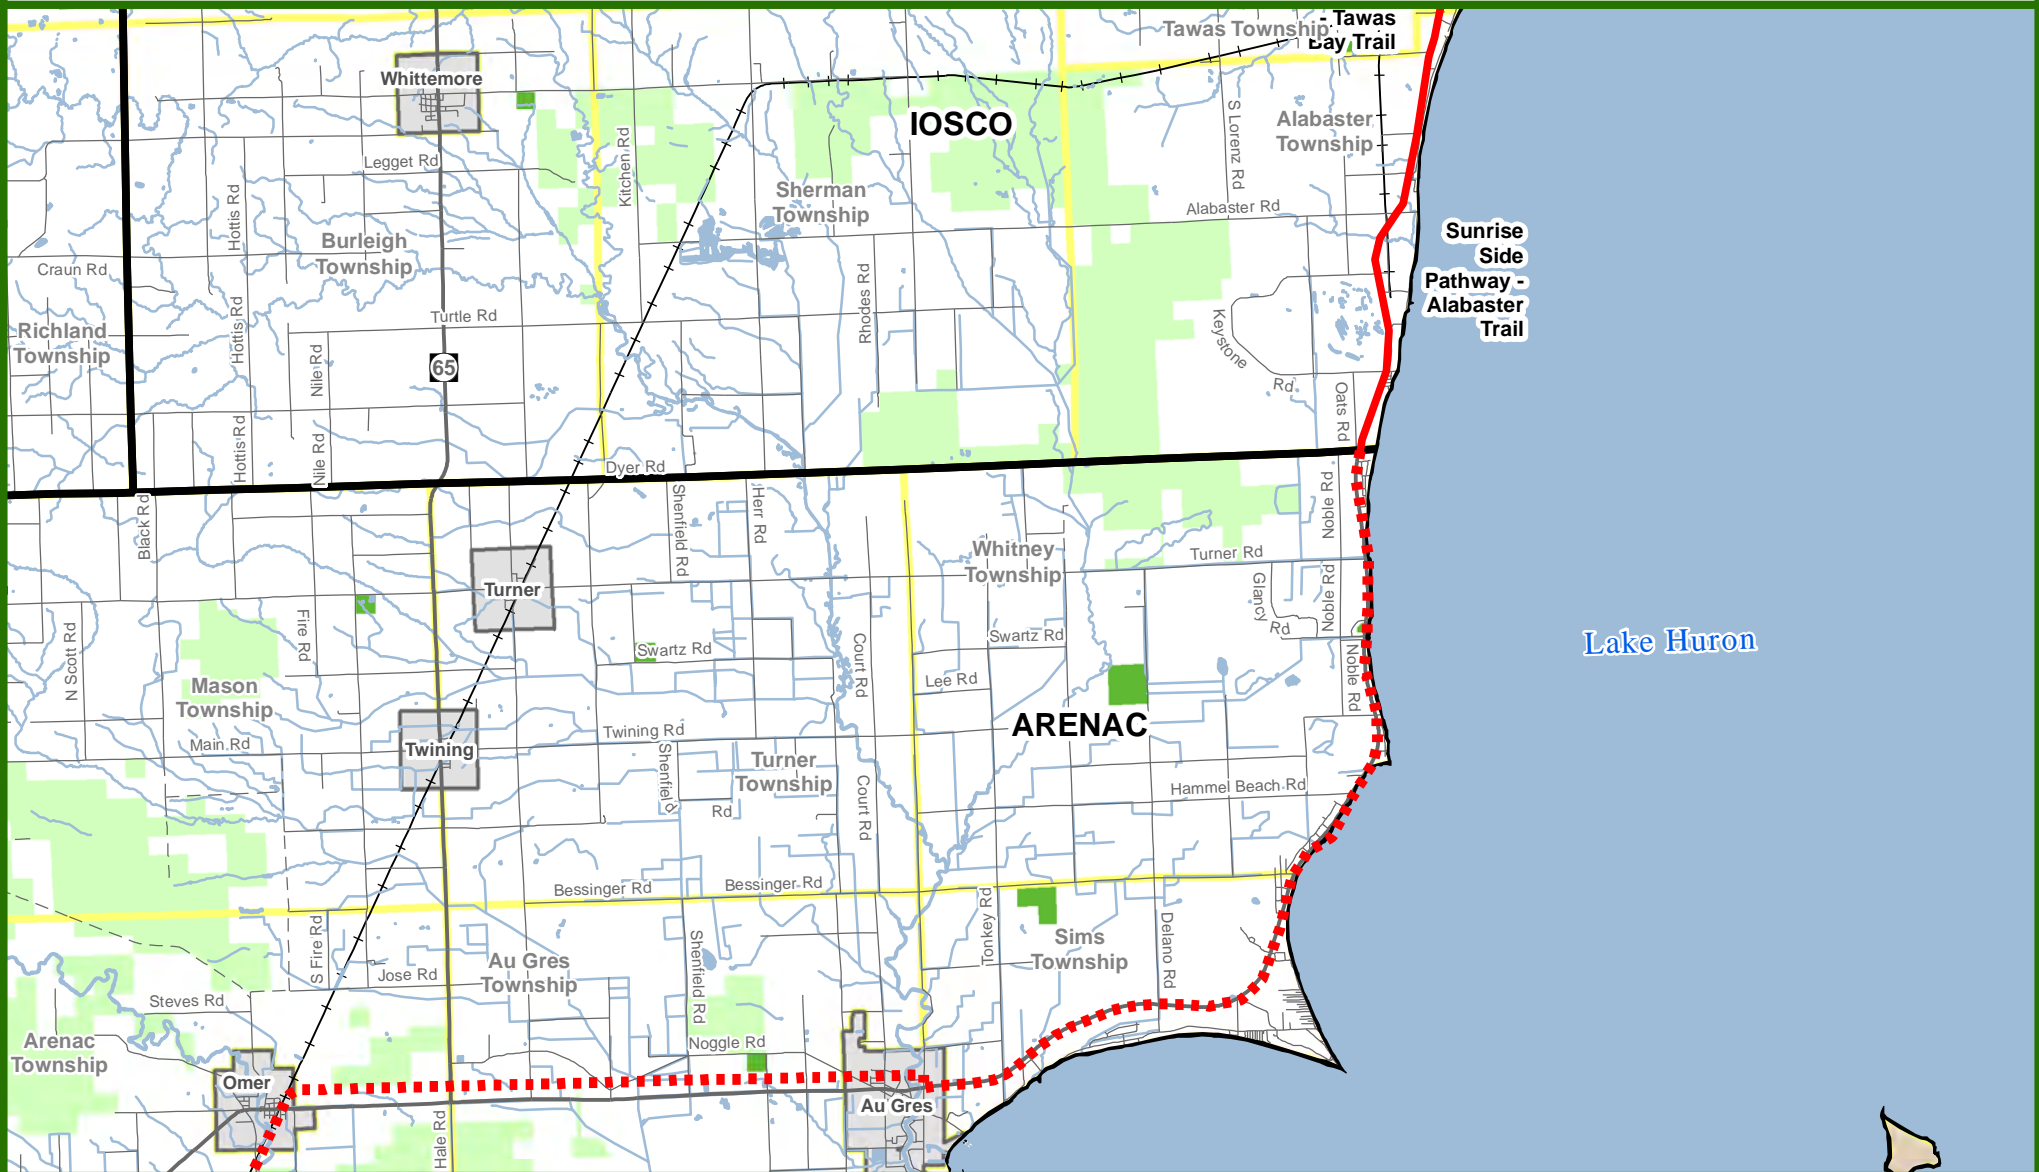 - Tawas
Bay Trail
Tawas Township
Whittemore
IOSCO
Alabaster
Township
S Lorenz Rd
Kitchen Rd
Legget Rd
Sherman
Township
Alabaster Rd
Hottis Rd
Burleigh
Township
Sunrise
Side
Pathway -
Alabaster
Trail
Craun Rd
Rhodes Rd
Hottis Rd
Turtle Rd
Keystone
Rd
Richland
Township
Nile Rd
65
Oats Rd
Hottis Rd
Nile Rd
Dyer Rd
Black Rd
Shenfield Rd
Herr Rd
Noble Rd
Whitney
Township
Turner Rd
Turner
Glancy
Rd
Noble Rd
Fire Rd
N Scott Rd
Swartz Rd
Swartz Rd
Court Rd
Lake Huron
Lee Rd
Noble Rd
Mason
Township
ARENAC
Main Rd
Twining
Twining Rd
Shenfield
Rd
Turner
Township
Court Rd
Hammel Beach Rd
Bessinger Rd
Bessinger Rd
Tonkey Rd
Delano Rd
Sims
Township
S Fire Rd
Shenfield Rd
Jose Rd
Au Gres
Township
Steves Rd
Arenac
Township
Noggle Rd
Omer
Au Gres
Hale Rd